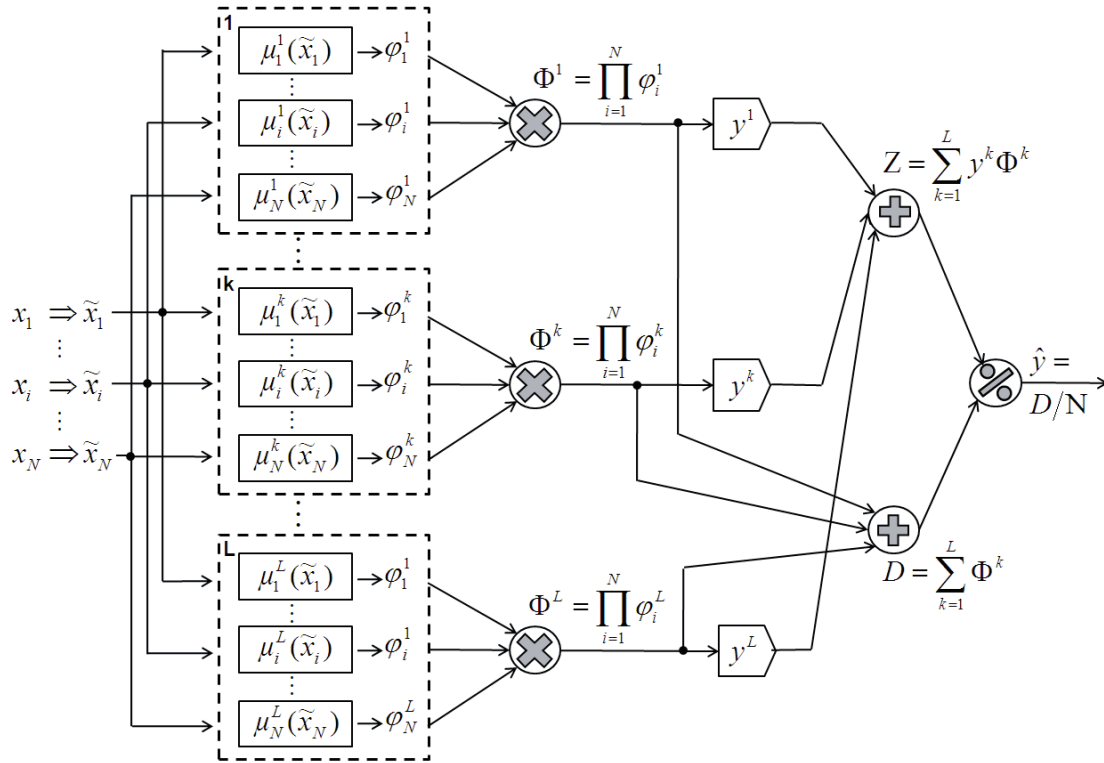 1
μ_1^1(x̃_1) φ_1^1
⋮
μ_i^1(x̃_i) φ_i^1
⋮
μ_N^1(x̃_N) φ_N^1
Φ^1 = ∏_{i=1}^{N} φ_i^1
y^1
Z = ∑_{k=1}^{L} y^k Φ^k
⋮
k
x_1 ⇒ x̃_1
⋮
x_i ⇒ x̃_i
⋮
x_N ⇒ x̃_N
μ_1^k(x̃_1) φ_1^k
⋮
μ_i^k(x̃_i) φ_i^k
⋮
μ_N^k(x̃_N) φ_N^k
Φ^k = ∏_{i=1}^{N} φ_i^k
y^k
ŷ =
D/N
⋮
L
μ_1^L(x̃_1) φ_1^1
⋮
μ_i^L(x̃_i) φ_i^1
⋮
μ_N^L(x̃_N) φ_N^L
Φ^L = ∏_{i=1}^{N} φ_i^L
y^L
D = ∑_{k=1}^{L} Φ^k